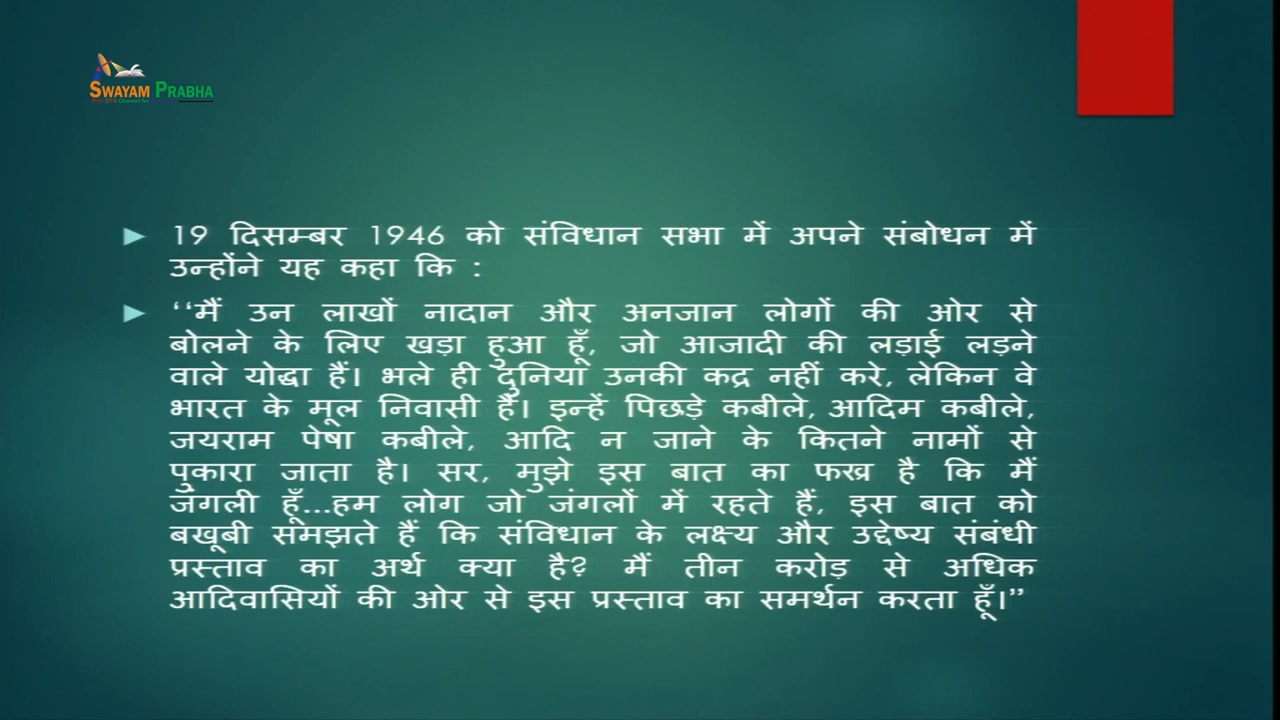 SWAYAM PRABHA
19 दिसम्बर 1946 को संविधान सभा में अपने संबोधन में
उन्होंने यह कहा कि :
‘‘मैं उन लाखों नादान और अनजान लोगों की ओर से
बोलने के लिए खड़ा हुआ हूँ, जो आजादी की लड़ाई लड़ने
वाले योद्धा हैं। भले ही दुनिया उनकी कद्र नहीं करे, लेकिन वे
भारत के मूल निवासी हैं। इन्हें पिछड़े कबीले, आदिम कबीले,
जयराम पेषा कबीले, आदि न जाने के कितने नामों से
पुकारा जाता है। सर, मुझे इस बात का फख्र है कि मैं
जंगली हूँ...हम लोग जो जंगलों में रहते हैं, इस बात को
बखूबी समझते हैं कि संविधान के लक्ष्य और उद्देष्य संबंधी
प्रस्ताव का अर्थ क्या है? मैं तीन करोड़ से अधिक
आदिवासियों की ओर से इस प्रस्ताव का समर्थन करता हूँ।’’